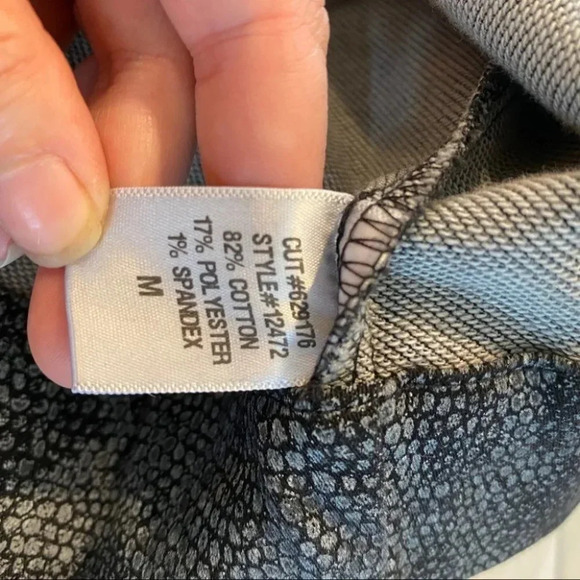 CUT#629176
STYLE#12472
82% COTTON
17% POLYESTER
1% SPANDEX
M